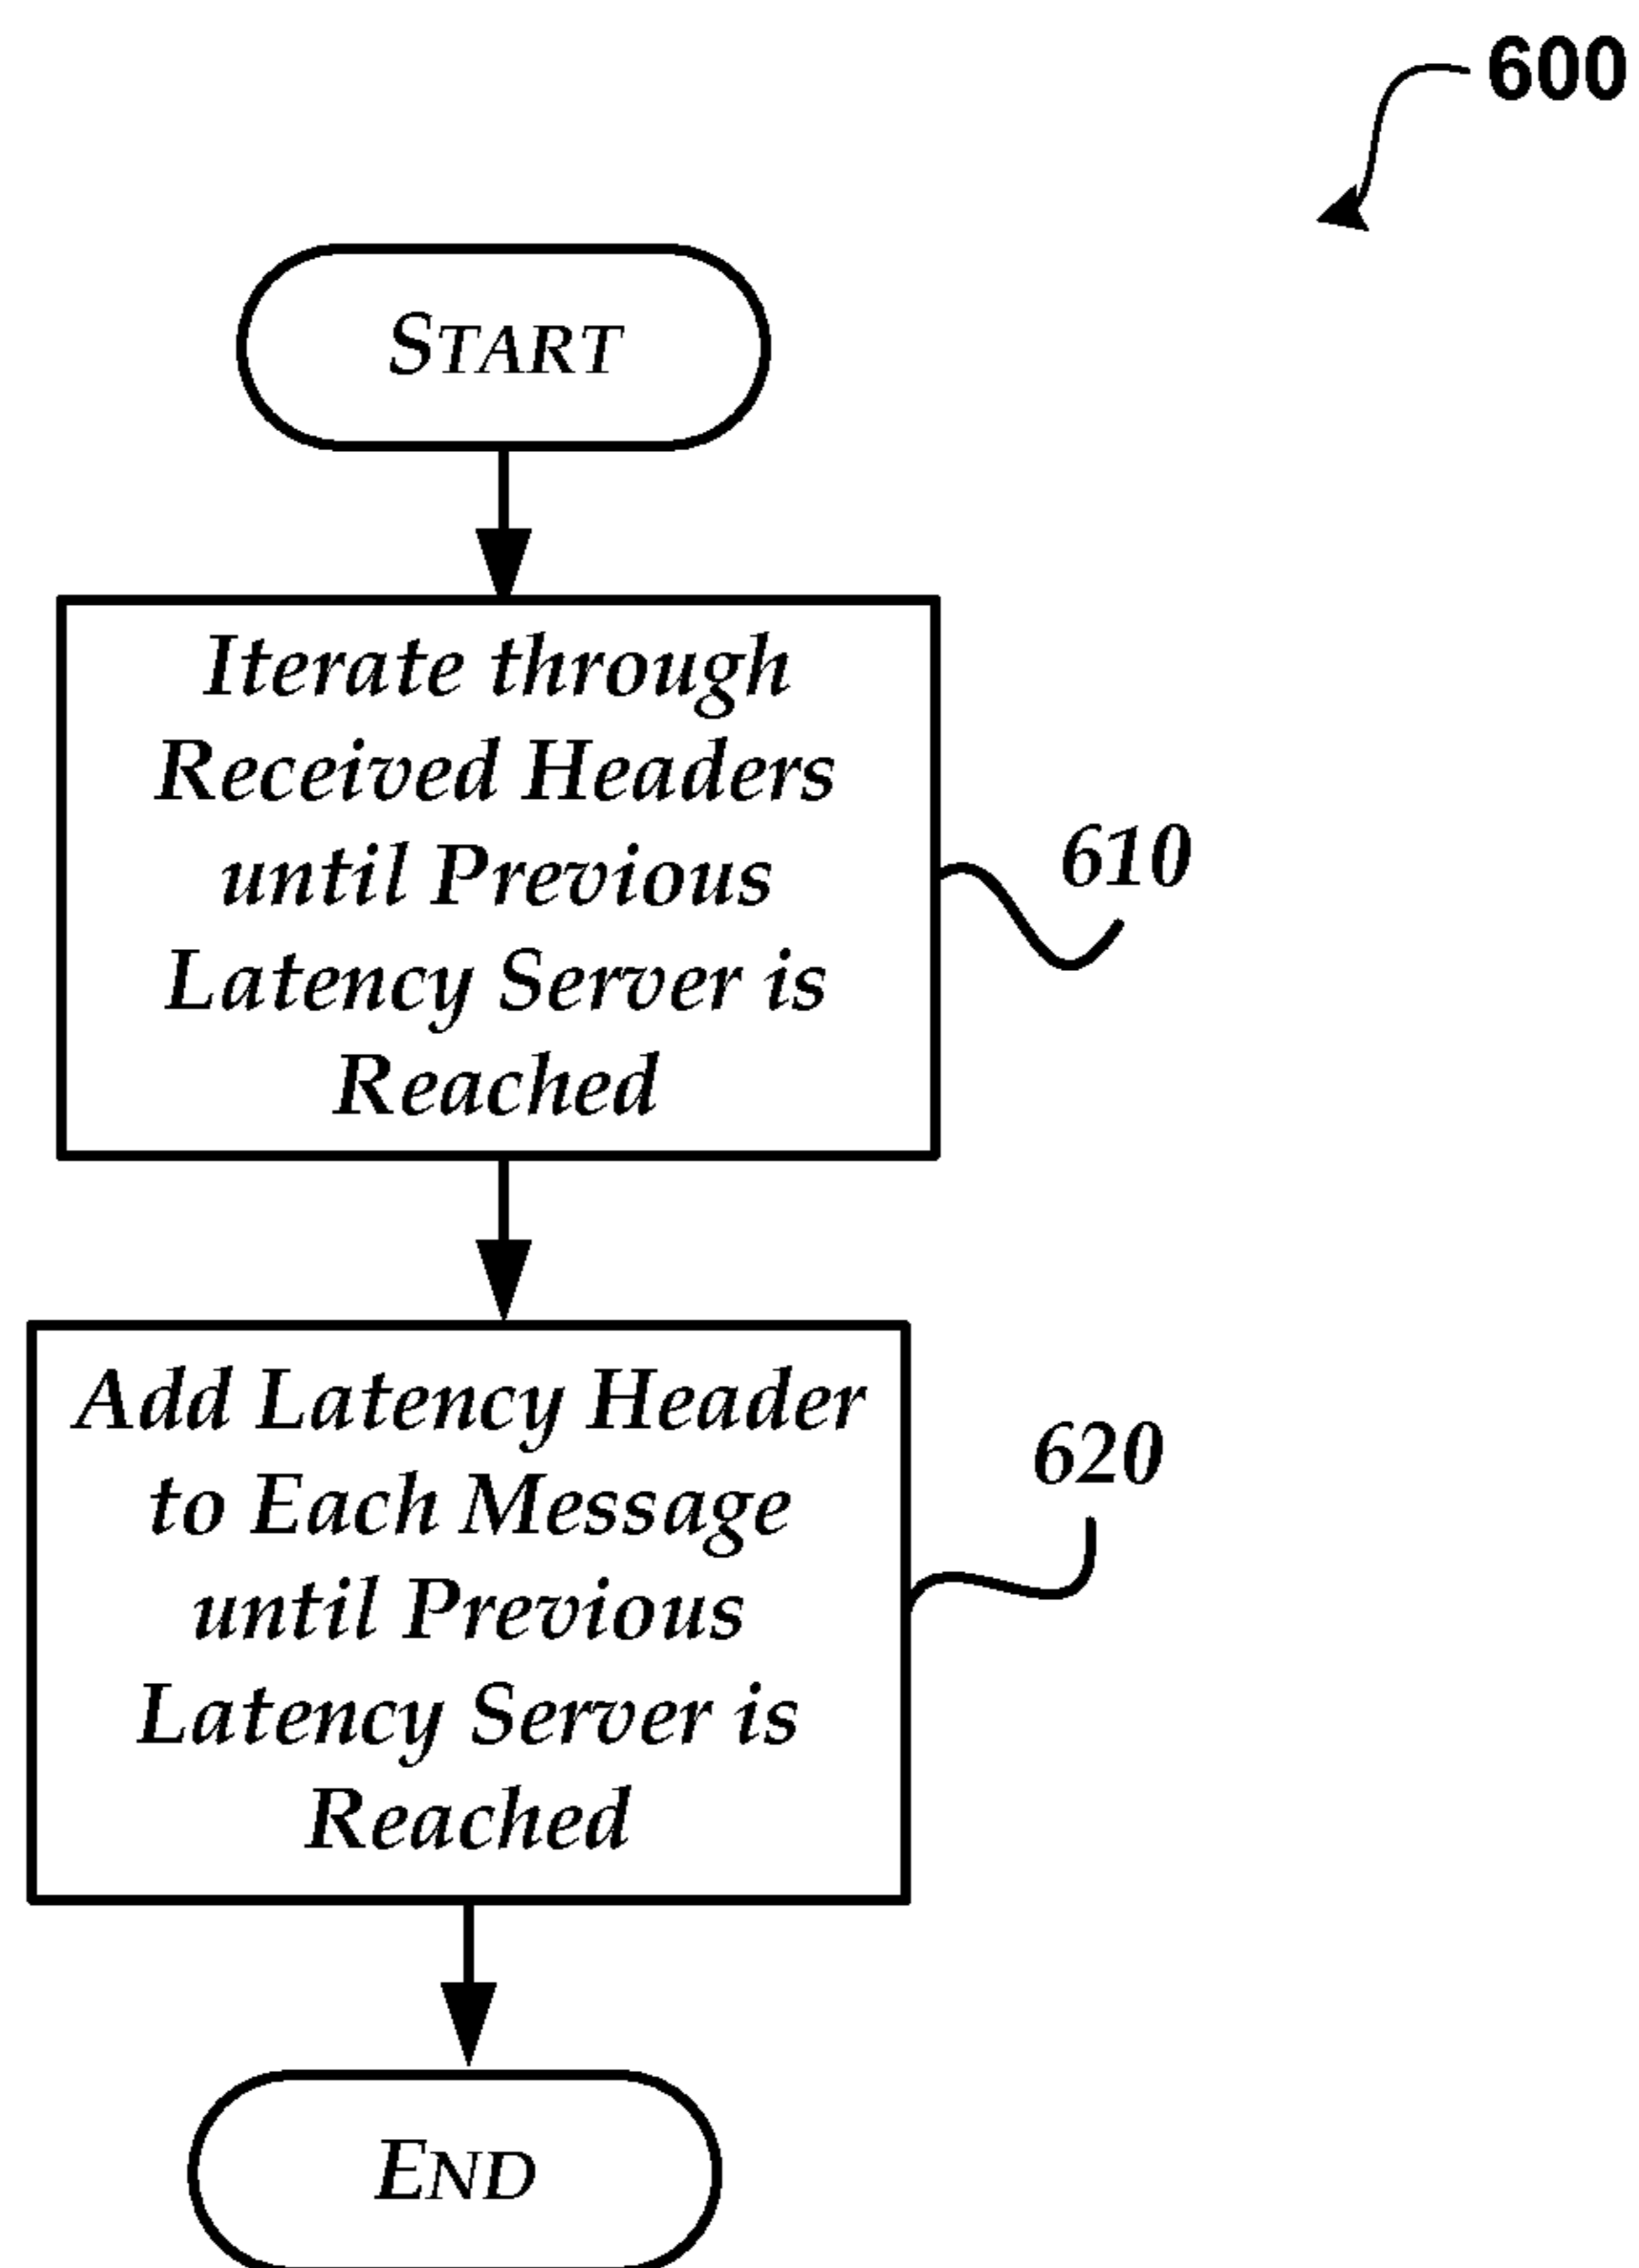 600
START
Iterate through
Received Headers
until Previous
Latency Server is
Reached
610
Add Latency Header
to Each Message
until Previous
Latency Server is
Reached
620
END